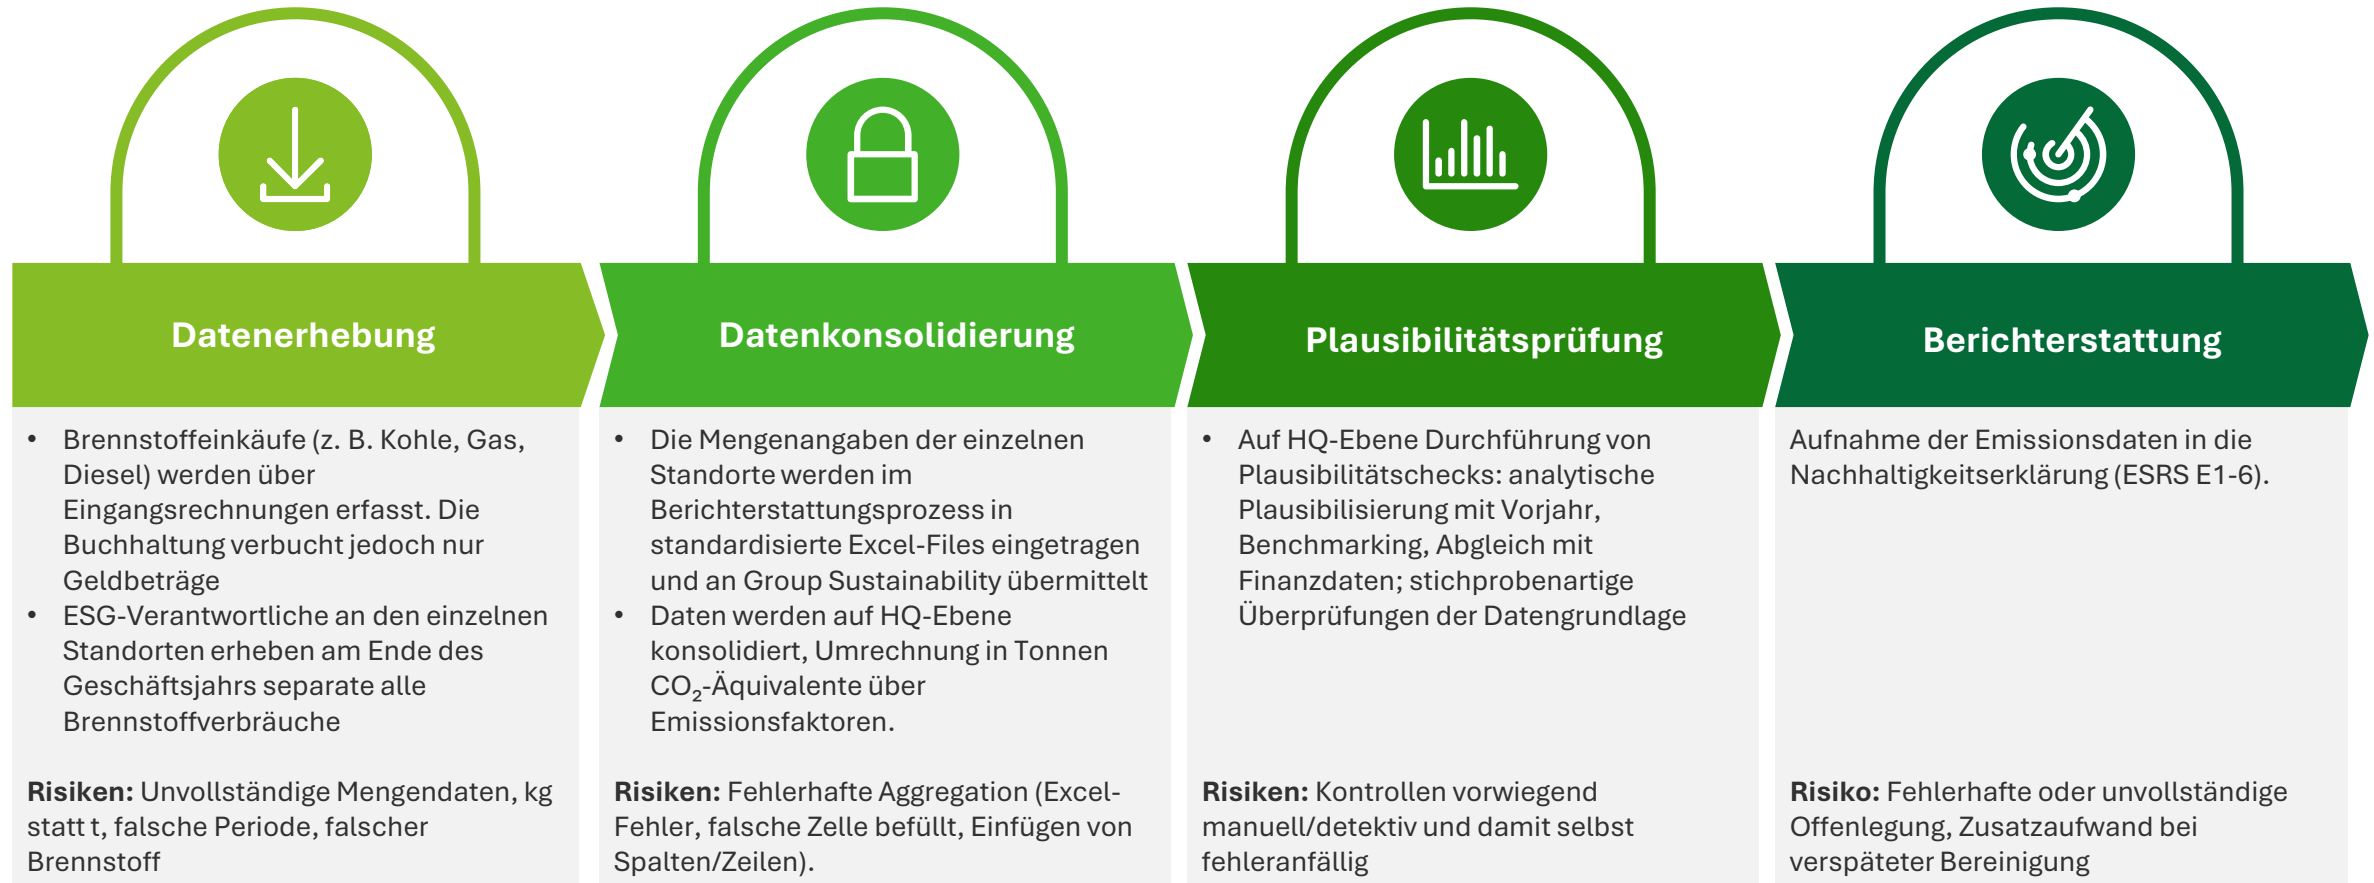 Datenerhebung
• Brennstoffeinkäufe (z. B. Kohle, Gas,
Diesel) werden über
Eingangsrechnungen erfasst. Die
Buchhaltung verbucht jedoch nur
Geldbeträge
• ESG-Verantwortliche an den einzelnen
Standorten erheben am Ende des
Geschäftsjahrs separate alle
Brennstoffverbräuche
Risiken: Unvollständige Mengendaten, kg
statt t, falsche Periode, falscher
Brennstoff
Datenkonsolidierung
• Die Mengenangaben der einzelnen
Standorte werden im
Berichterstattungsprozess in
standardisierte Excel-Files eingetragen
und an Group Sustainability übermittelt
• Daten werden auf HQ-Ebene
konsolidiert, Umrechnung in Tonnen
CO₂-Äquivalente über
Emissionsfaktoren.
Risiken: Fehlerhafte Aggregation (Excel-
Fehler, falsche Zelle befüllt, Einfügen von
Spalten/Zeilen).
Plausibilitätsprüfung
• Auf HQ-Ebene Durchführung von
Plausibilitätschecks: analytische
Plausibilisierung mit Vorjahr,
Benchmarking, Abgleich mit
Finanzdaten; stichprobenartige
Überprüfungen der Datengrundlage
Risiken: Kontrollen vorwiegend
manuell/detektiv und damit selbst
fehleranfällig
Berichterstattung
Aufnahme der Emissionsdaten in die
Nachhaltigkeitserklärung (ESRS E1-6).
Risiko: Fehlerhafte oder unvollständige
Offenlegung, Zusatzaufwand bei
verspäteter Bereinigung